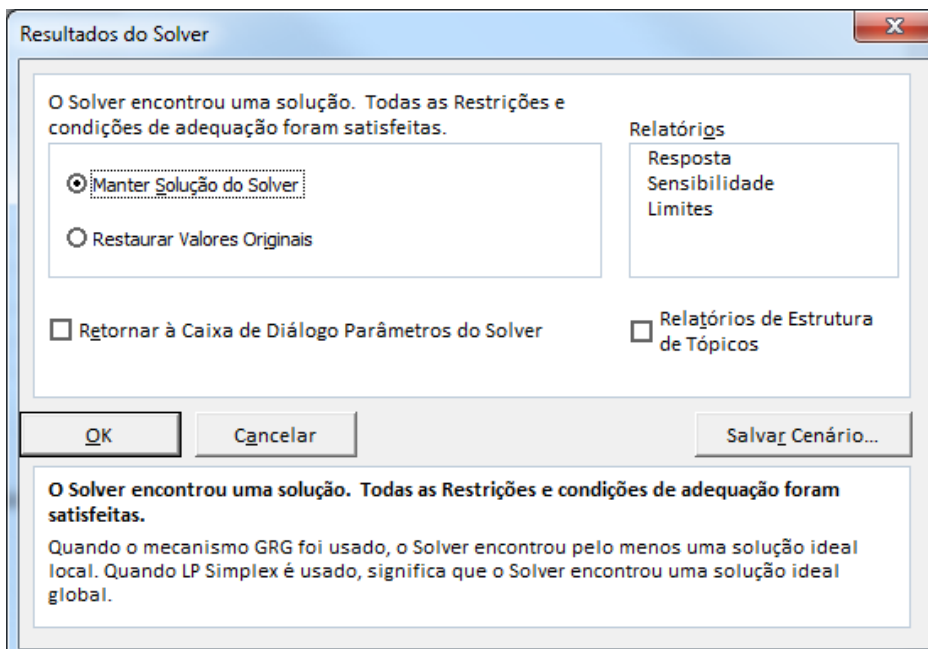 Resultados do Solver
O Solver encontrou uma solução. Todas as Restrições e
condições de adequação foram satisfeitas.
Relatórios
Manter Solução do Solver
Restaurar Valores Originais
Resposta
Sensibilidade
Limites
Retornar à Caixa de Diálogo Parâmetros do Solver
Relatórios de Estrutura
de Tópicos
OK
Cancelar
Salvar Cenário...
O Solver encontrou uma solução. Todas as Restrições e condições de adequação foram
satisfeitas.
Quando o mecanismo GRG foi usado, o Solver encontrou pelo menos uma solução ideal
local. Quando LP Simplex é usado, significa que o Solver encontrou uma solução ideal
global.